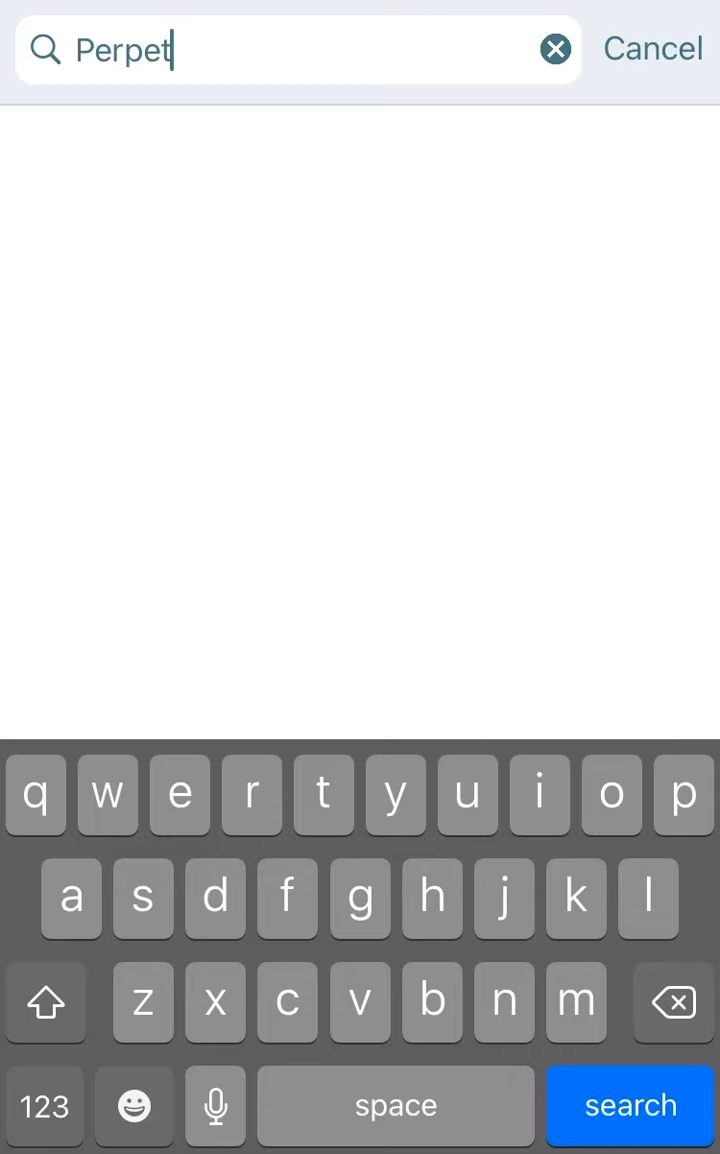 Perpet Cancel
q w e r t y u i o p
a s d f g h j k l
z x c v b n m
123 space search